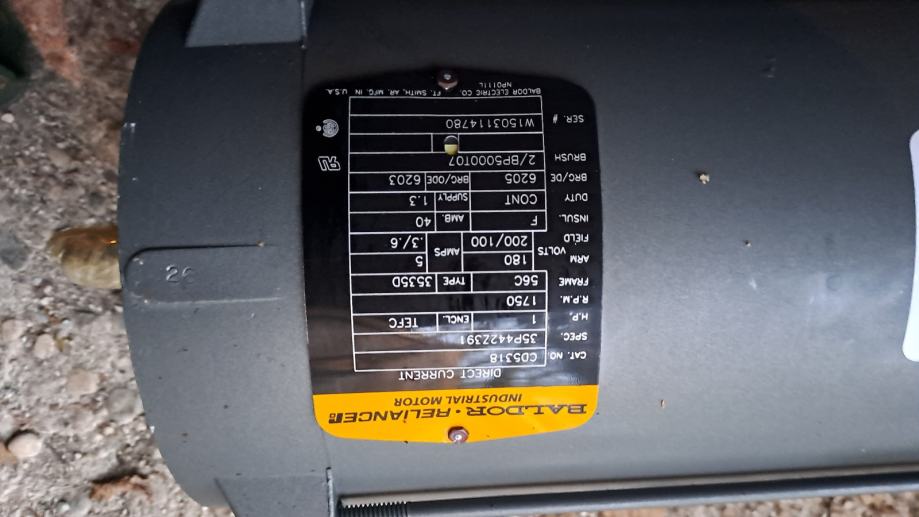 BALDOR • RELIANCE
INDUSTRIAL MOTOR
DIRECT CURRENT
CAT. NO. CD5318
SPEC. 35P442Z391
H.P. 1 ENCL. TEFC
R.P.M. 1750
FRAME 56C TYPE 3535D
ARM 180 VOLTS AMPS 5
FIELD 200/100 .3/.6
INSUL. F AMB. 40
DUTY CONT SUPPLY 1.3
BRG/DE 6205 BRG/ODE 6203
BRUSH 2/BP5000T07
SER. # W1503114780
BALDOR ELECTRIC CO. FT. SMITH, AR. MFG. IN U.S.A.
NP0111L